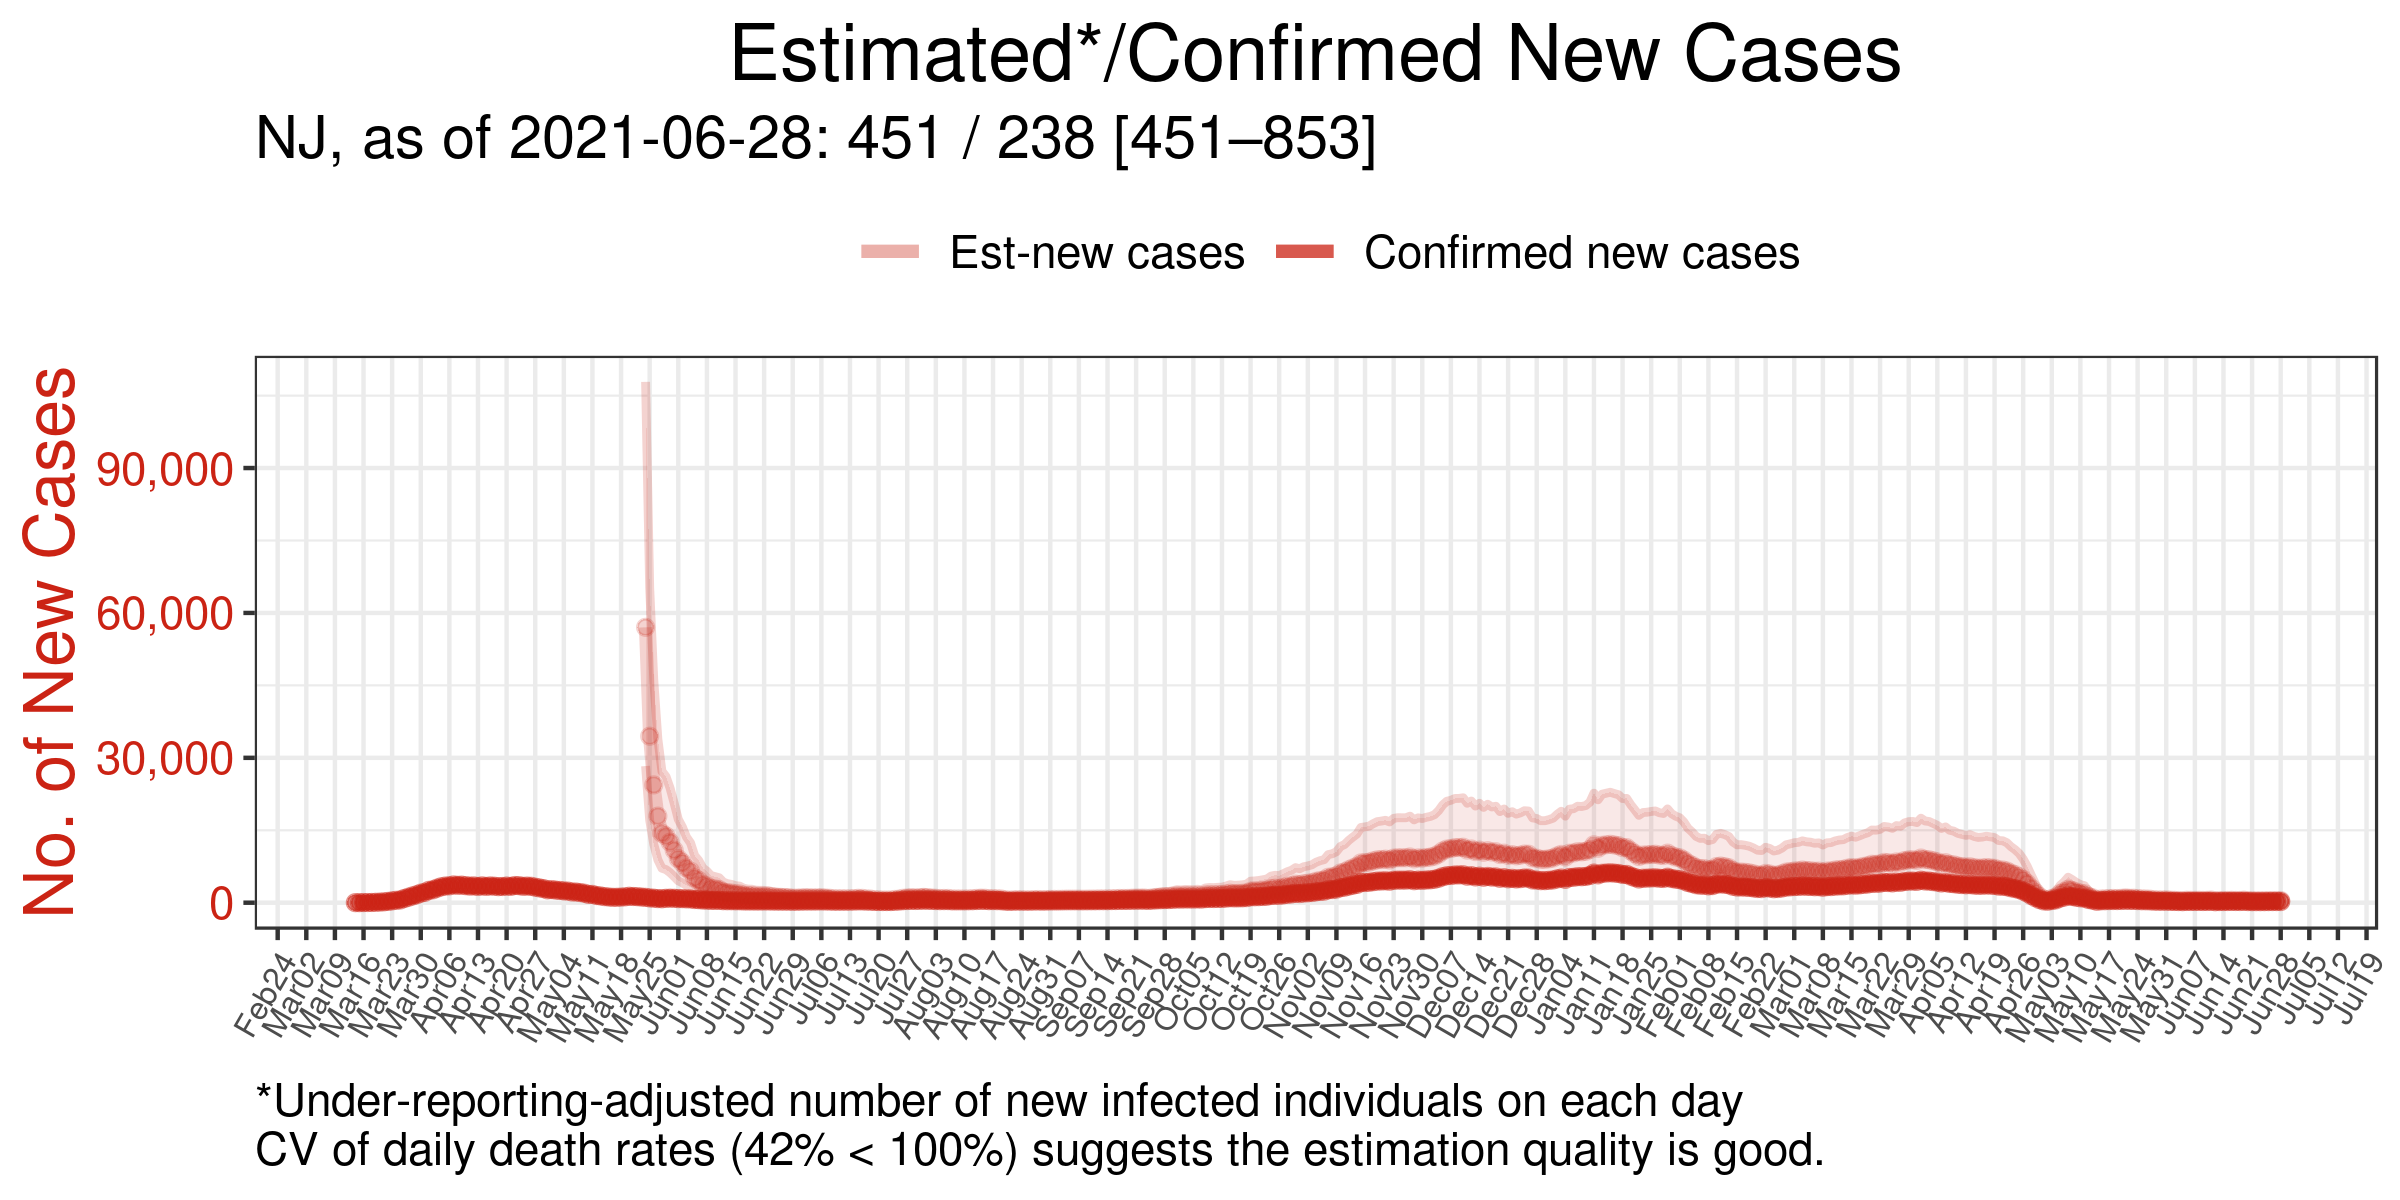 Estimated*/Confirmed New Cases
NJ, as of 2021-06-28: 451 / 238 [451–853]
Est-new cases Confirmed new cases
No. of New Cases
90,000
60,000
30,000
0
Feb24 Mar02 Mar09 Mar16 Mar23 Mar30 Apr06 Apr13 Apr20 Apr27 May04 May11 May18 May25 Jun01 Jun08 Jun15 Jun22 Jun29 Jul06 Jul13 Jul20 Jul27 Aug03 Aug10 Aug17 Aug24 Aug31 Sep07 Sep14 Sep21 Sep28 Oct05 Oct12 Oct19 Oct26 Nov02 Nov09 Nov16 Nov23 Nov30 Dec07 Dec14 Dec21 Dec28 Jan04 Jan11 Jan18 Jan25 Feb01 Feb08 Feb15 Feb22 Mar01 Mar08 Mar15 Mar22 Mar29 Apr05 Apr12 Apr19 Apr26 May03 May10 May17 May24 May31 Jun07 Jun14 Jun21 Jun28 Jul05 Jul12 Jul19
*Under-reporting-adjusted number of new infected individuals on each day
CV of daily death rates (42% < 100%) suggests the estimation quality is good.